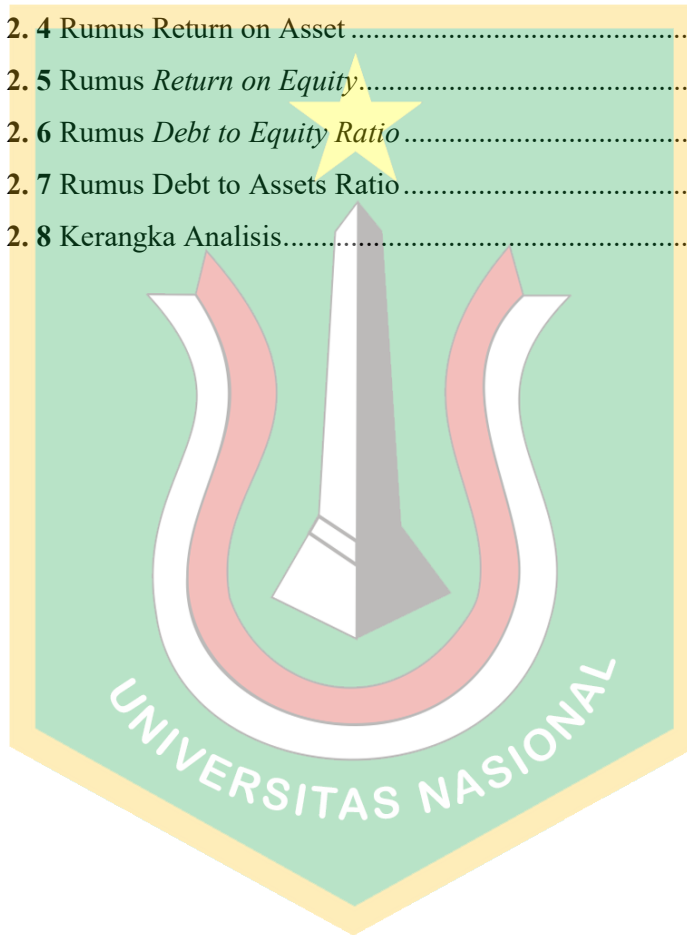 2. 4 Rumus Return on Asset ............................................
2. 5 Rumus Return on Equity...........................................
2. 6 Rumus Debt to Equity Ratio.....................................
2. 7 Rumus Debt to Assets Ratio.....................................
2. 8 Kerangka Analisis.....................................................
UNIVERSITAS NASIONAL